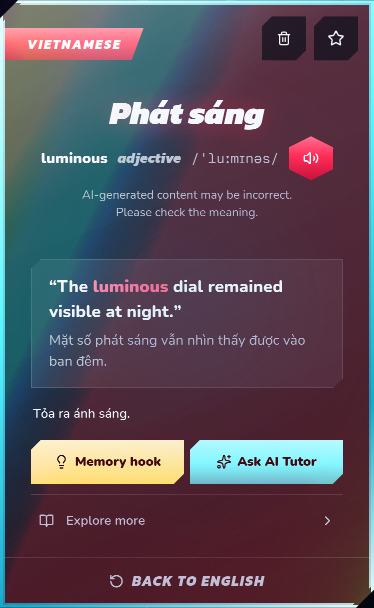 VIETNAMESE
Phát sáng
luminous adjective /ˈluːmɪnəs/
AI-generated content may be incorrect.
Please check the meaning.
“The luminous dial remained
visible at night.”
Mặt số phát sáng vẫn nhìn thấy được vào
ban đêm.
Tỏa ra ánh sáng.
Memory hook
Ask AI Tutor
Explore more
BACK TO ENGLISH